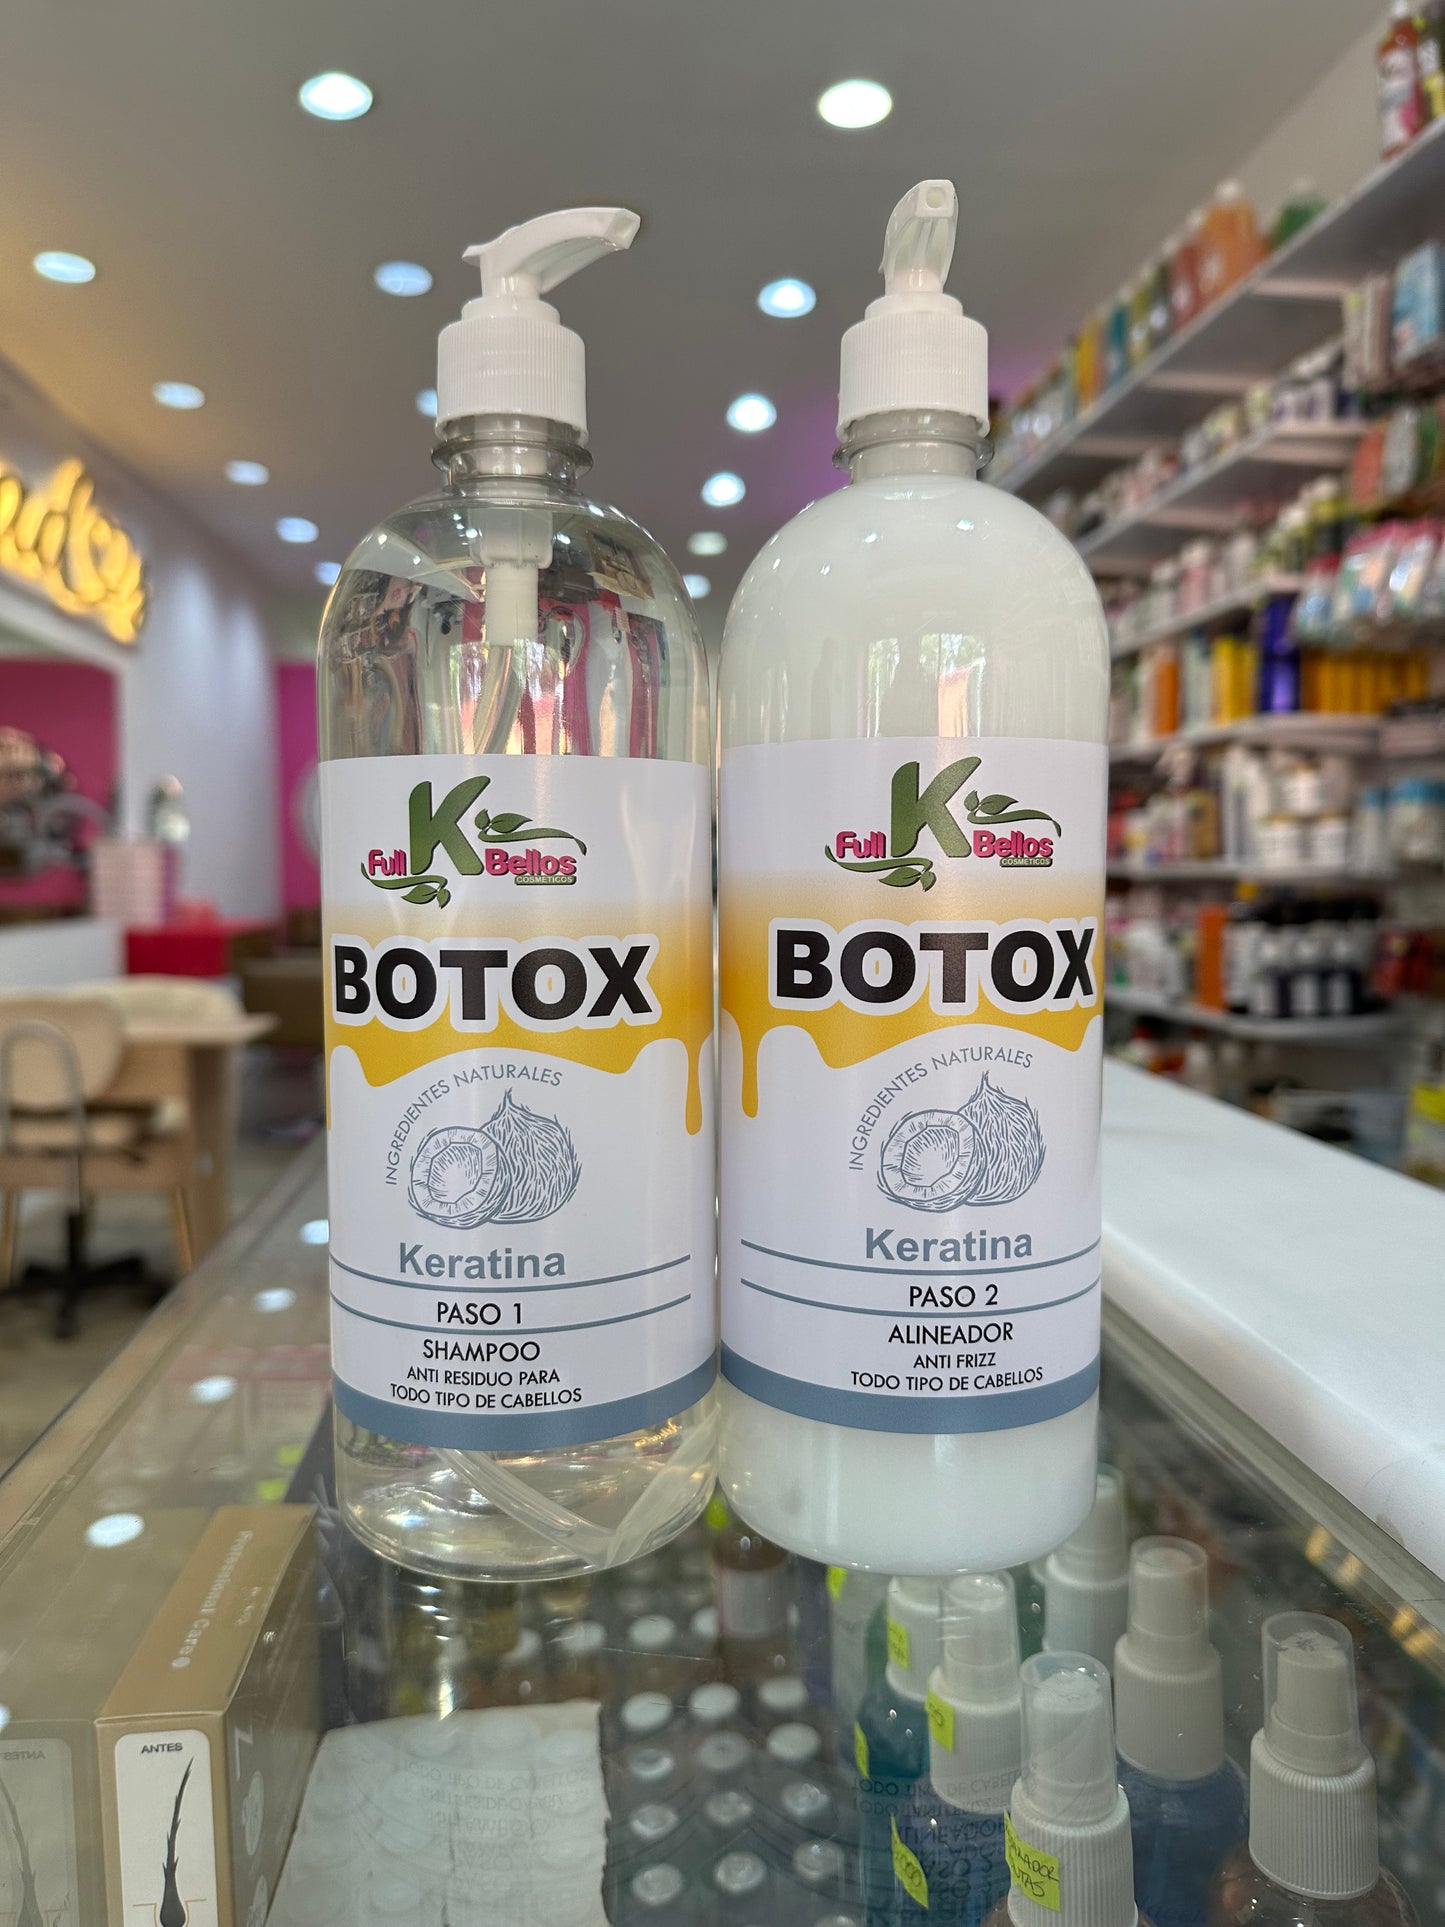 Full K Bellos
COSMETICOS
BOTOX
INGREDIENTES NATURALES
Keratina
PASO 1
SHAMPOO
ANTI RESIDUO PARA
TODO TIPO DE CABELLOS
Full K Bellos
COSMETICOS
BOTOX
INGREDIENTES NATURALES
Keratina
PASO 2
ALINEADOR
ANTI FRIZZ
TODO TIPO DE CABELLOS
Professional Care
ANTES